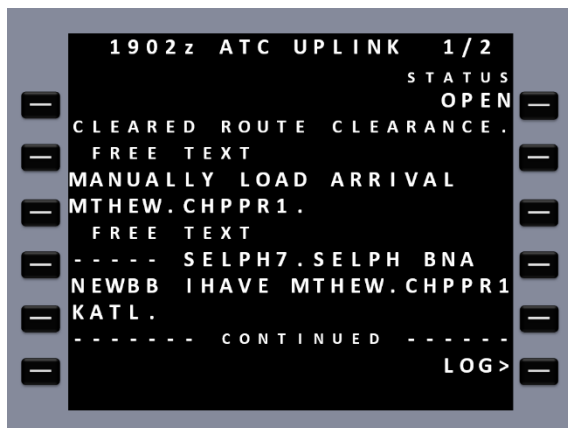 1902z ATC UPLINK 1/2
STATUS
OPEN
CLEARED ROUTE CLEARANCE.
FREE TEXT
MANUALLY LOAD ARRIVAL
MTHEW.CHPPR1.
FREE TEXT
----- SELPH7.SELPH BNA
NEWBB IHAVE MTHEW.CHPPR1
KATL.
------- CONTINUED ------
LOG>